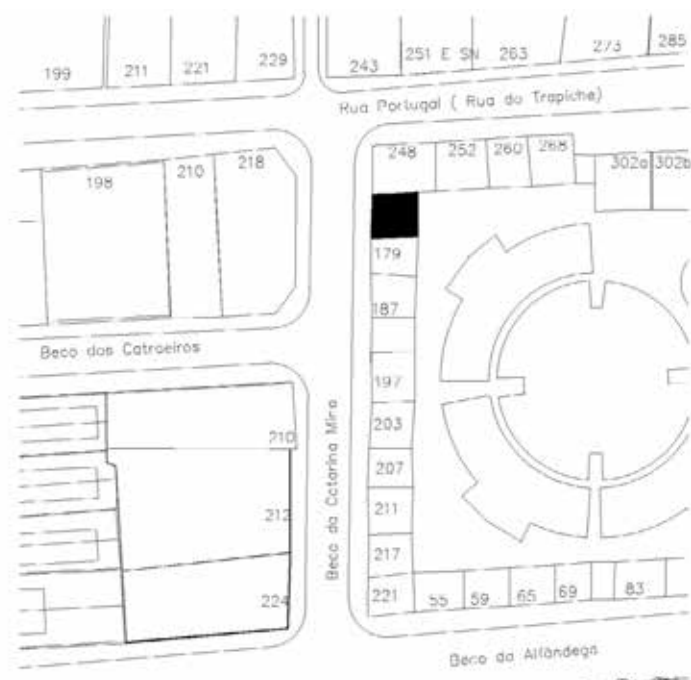 199 211 221 229 243 251 E SN 263 273 285
Rua Portugal ( Rua do Trapiche)
198 210 218 248 252 260 268 302a 302b
179
187
Beco dos Catraeiros
197
203
210
207
211
212
217
224
221 55 59 65 69 83
Beco da Catarina Mina
Beco da Alfândega